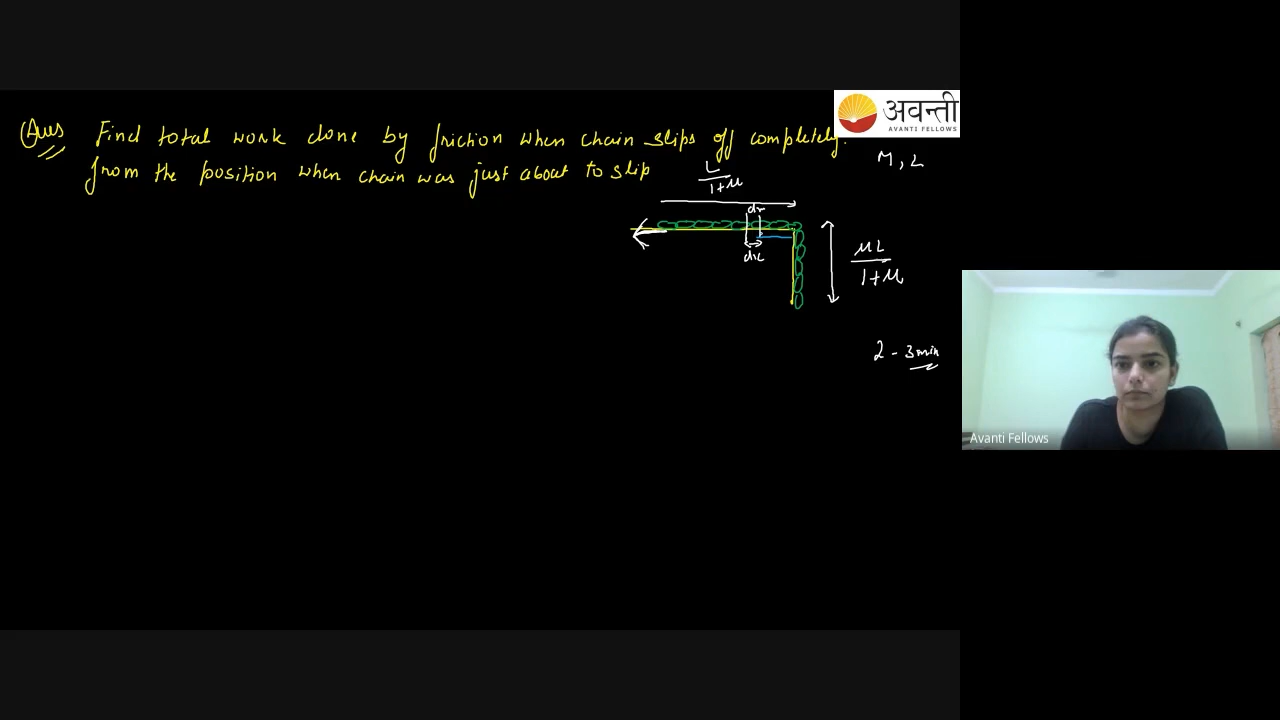 Ques Find total work done by friction when chain slips off completely.
from the position when chain was just about to slip
अवन्ती
AVANTI FELLOWS
M, L
L/1+μ
dx
dx
μL/1+μ
2-3min
Avanti Fellows